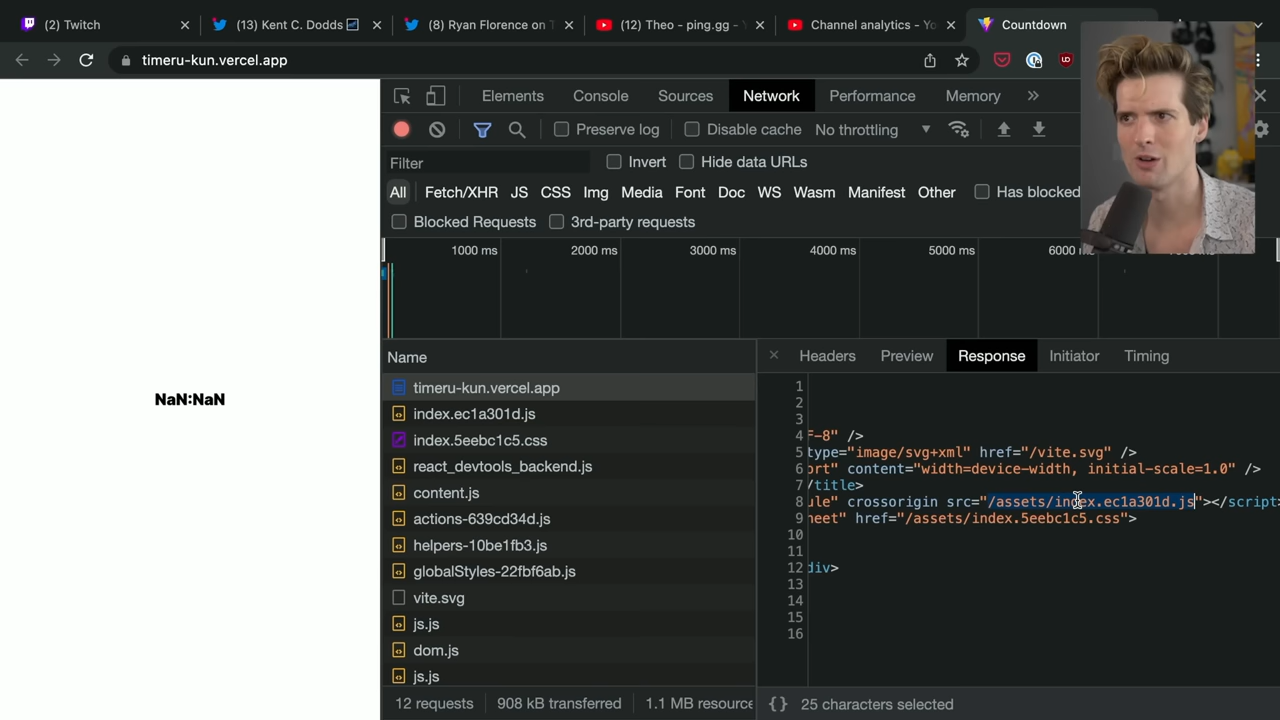 (2) Twitch
(13) Kent C. Dodds
(8) Ryan Florence on T
(12) Theo - ping.gg -
Channel analytics - Yo
Countdown
timeru-kun.vercel.app
Elements
Console
Sources
Network
Performance
Memory
Preserve log
Disable cache
No throttling
Filter
Invert
Hide data URLs
All
Fetch/XHR
JS
CSS
Img
Media
Font
Doc
WS
Wasm
Manifest
Other
Has blocked
Blocked Requests
3rd-party requests
1000 ms
2000 ms
3000 ms
4000 ms
5000 ms
6000 ms
NaN:NaN
Name
timeru-kun.vercel.app
index.ec1a301d.js
index.5eebc1c5.css
react_devtools_backend.js
content.js
actions-639cd34d.js
helpers-10be1fb3.js
globalStyles-22fbf6ab.js
vite.svg
js.js
dom.js
js.js
12 requests
908 kB transferred
1.1 MB resource
Headers
Preview
Response
Initiator
Timing
1
2
3
4 F-8" />
5 type="image/svg+xml" href="/vite.svg" />
6 ort" content="width=device-width, initial-scale=1.0" />
7 /title>
8 ule" crossorigin src="/assets/index.ec1a301d.js"></script>
9 heet" href="/assets/index.5eebc1c5.css">
10
11
12 div>
13
14
15
16
{} 25 characters selected